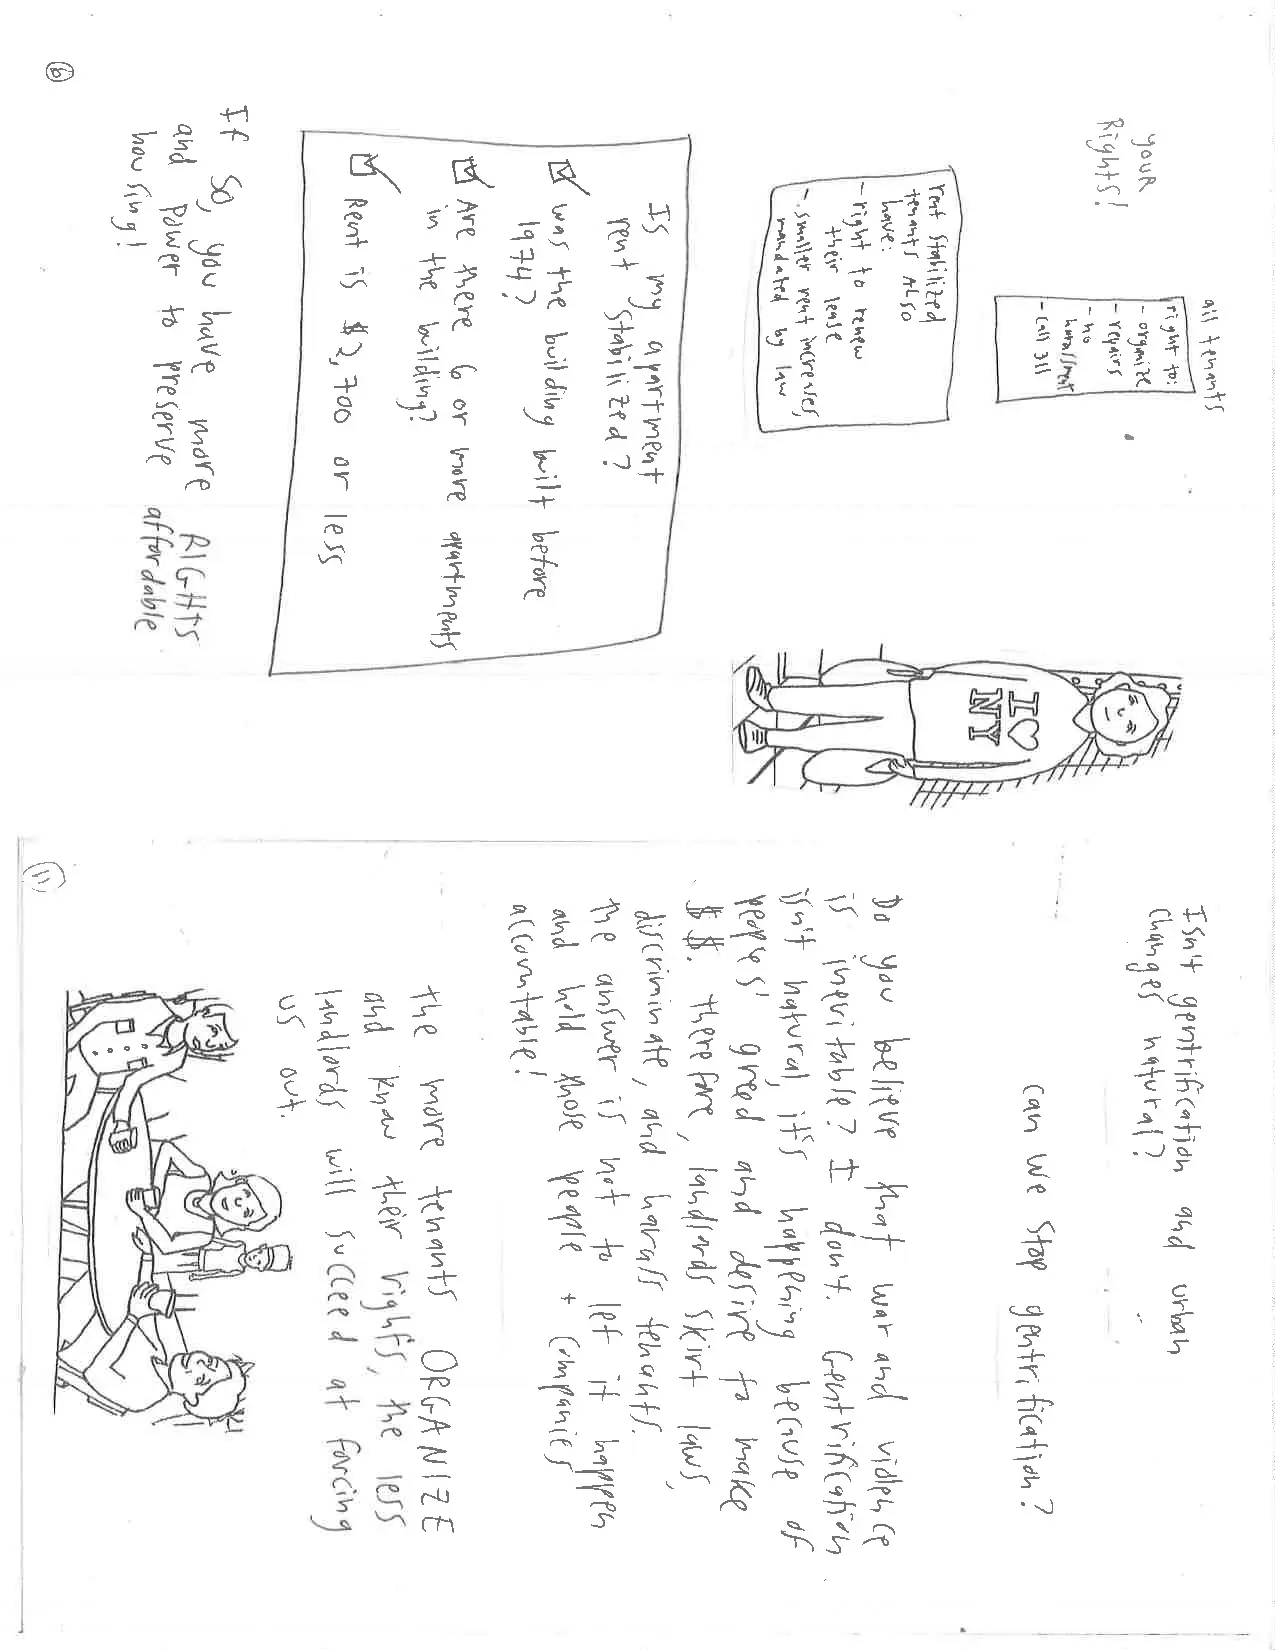 YOUR
Rights!
all tenants
right to:
- organize
- repairs
- no
harassment
- call 311
rent stabilized
tenants ALSO
have:
- right to renew
their lease
- smaller rent increases,
mandated by law
I ♡
NY
Is my apartment
rent stabilized?
☑ was the building built before
1974?
☑ Are there 6 or more apartments
in the building?
☑ Rent is $2,700 or less
If so, you have more RIGHTS
and power to preserve affordable
housing!
6
Isn't gentrification and urban
changes natural?
Can we stop gentrification?
Do you believe that war and violence
is inevitable? I don't. Gentrification
isn't natural, it's happening because of
peoples' greed and desire to make
$$. therefore, landlords skirt laws,
discriminate, and harass tenants.
the answer is not to let it happen
and hold those people + companies
accountable!
the more tenants ORGANIZE
and know their rights, the less
landlords will succeed at forcing
us out.
11